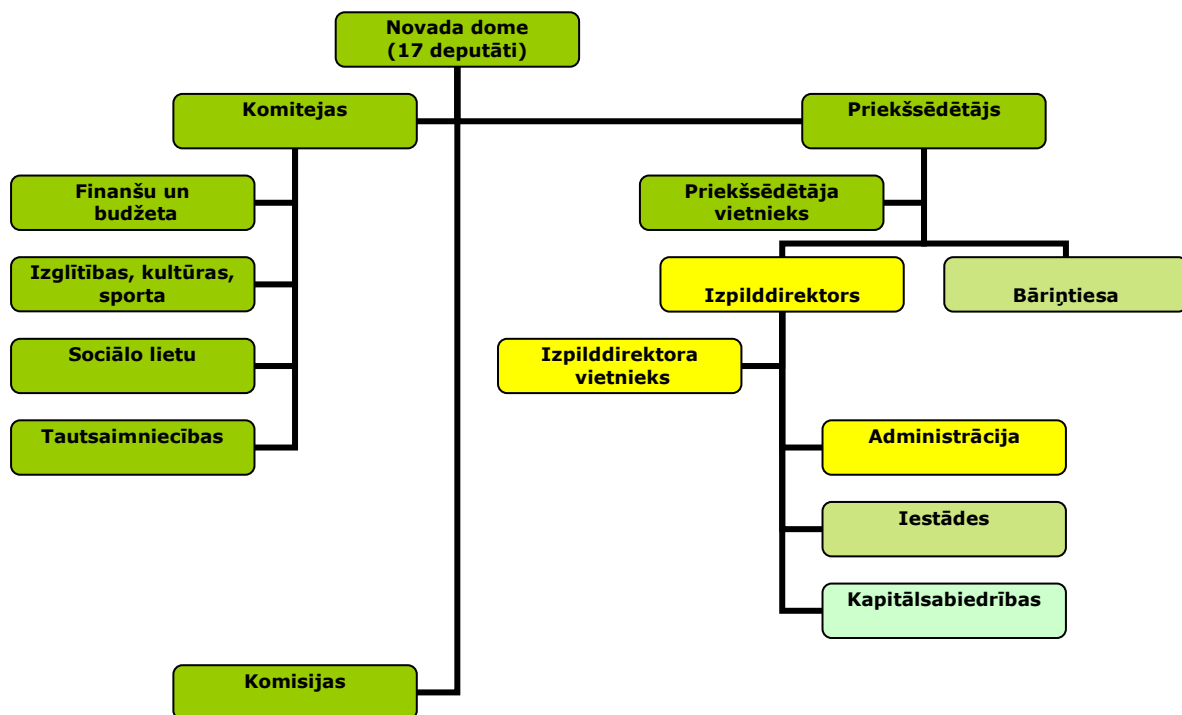 Novada dome
(17 deputāti)
Komitejas
Priekšsēdētājs
Finanšu un
budžeta
Priekšsēdētāja
vietnieks
Izglītības, kultūras,
sporta
Izpilddirektors
Bāriņtiesa
Sociālo lietu
Izpilddirektora
vietnieks
Tautsaimniecības
Administrācija
Iestādes
Kapitālsabiedrības
Komisijas